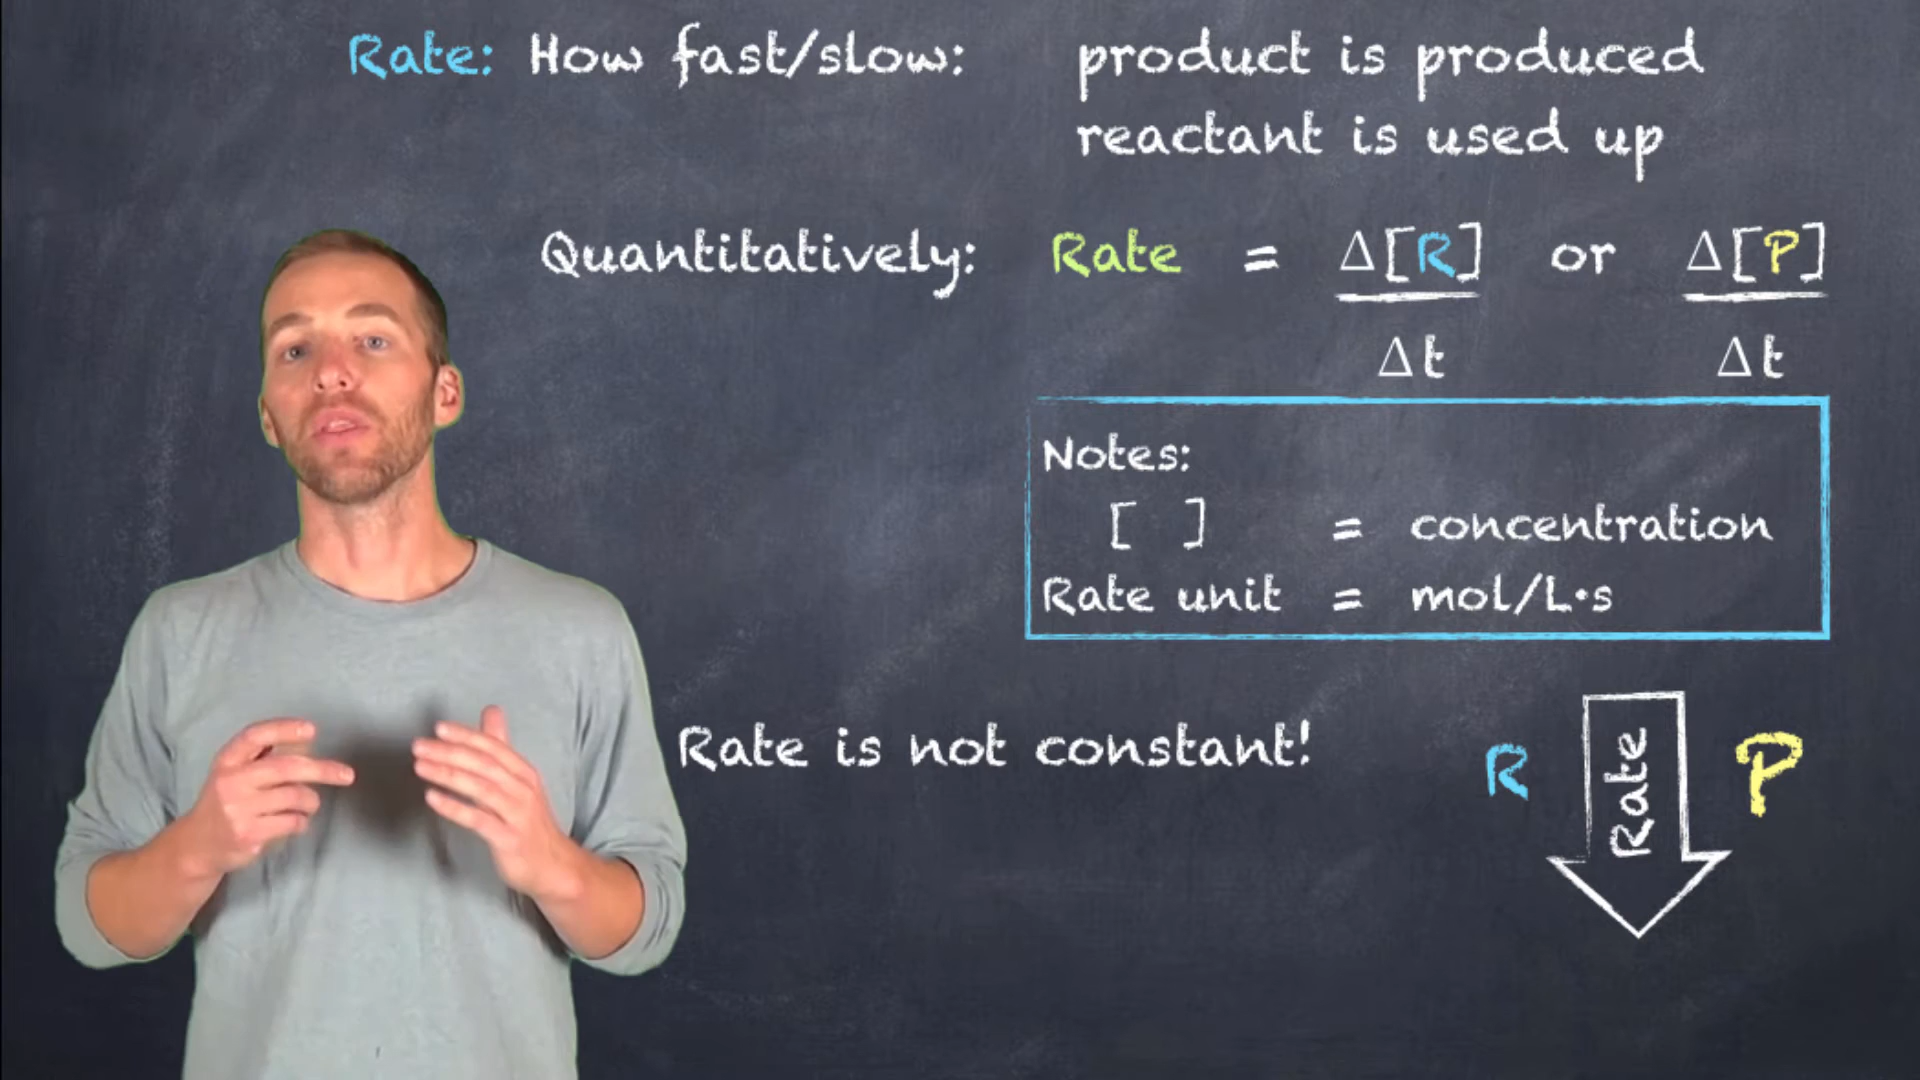 Rate: How fast/slow: product is produced
reactant is used up
Quantitatively: Rate = Δ[R] or Δ[P]
Δt Δt
Notes:
[ ] = concentration
Rate unit = mol/L·s
Rate is not constant!
R Rate P